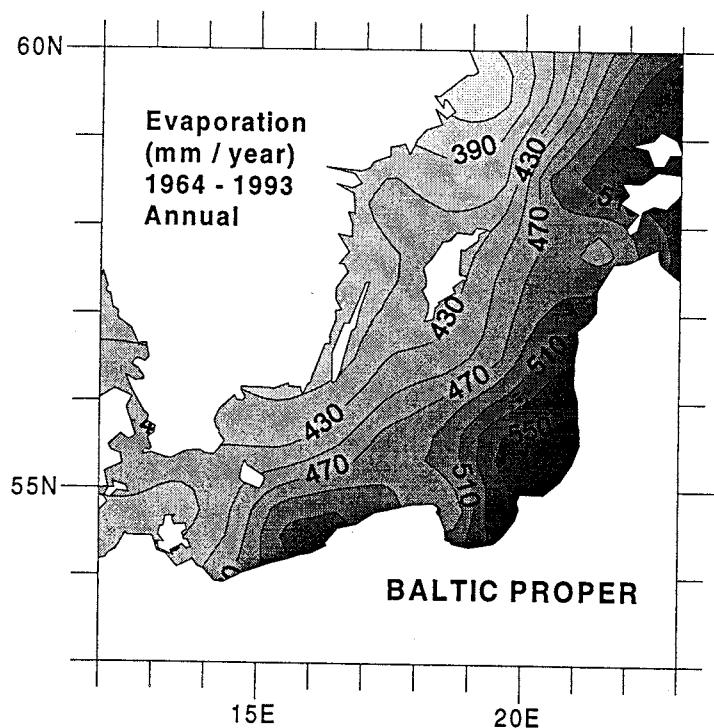 60N
Evaporation
(mm / year)
1964 - 1993
Annual
390
430
470
430
510
470
430
550
470
510
55N
BALTIC PROPER
15E
20E